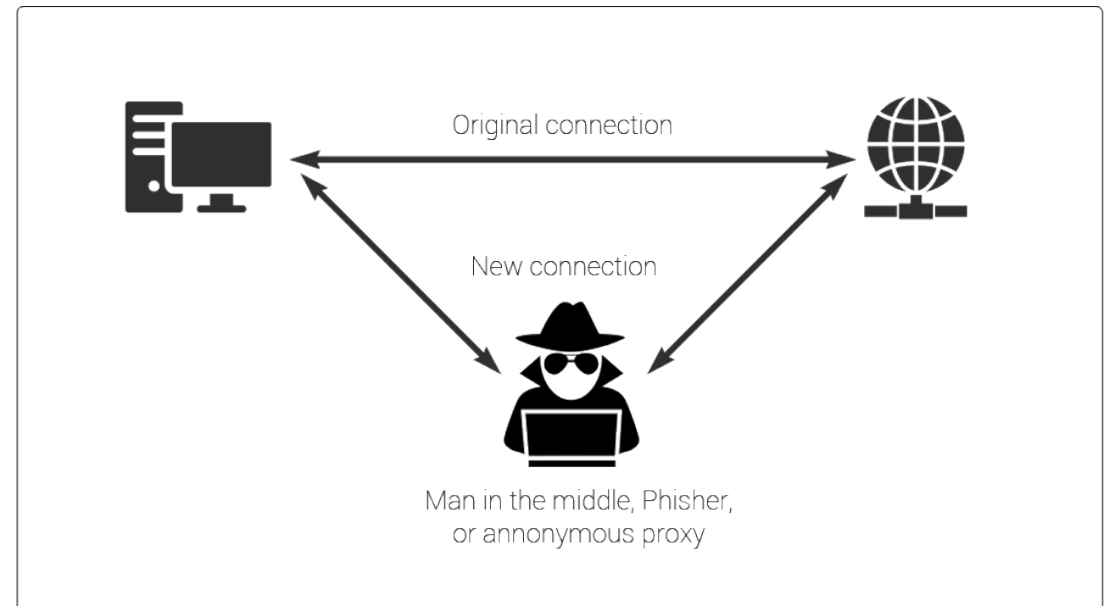 Original connection
New connection
Man in the middle, Phisher,
or annonymous proxy